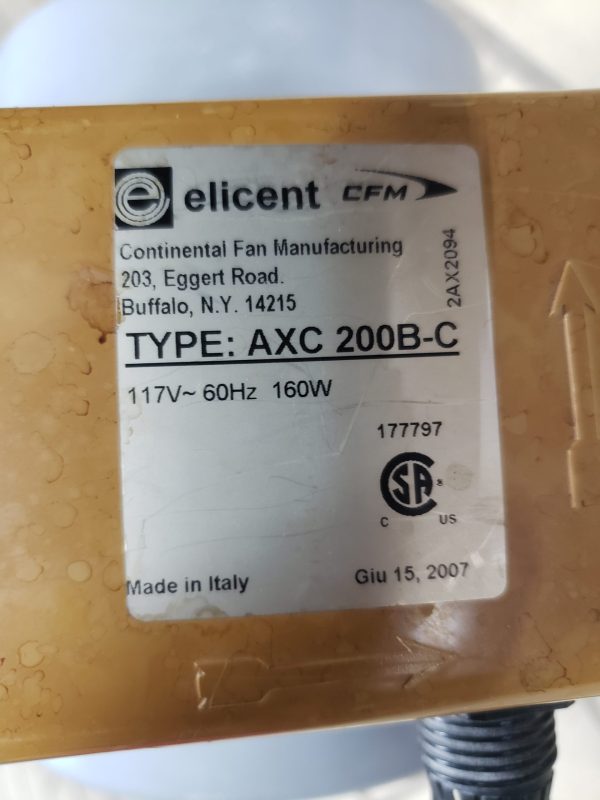 e elicent CFM
Continental Fan Manufacturing
203, Eggert Road.
Buffalo, N.Y. 14215
2AX2094
TYPE: AXC 200B-C
117V~ 60Hz 160W
177797
CSA ®
C US
Made in Italy
Giu 15, 2007